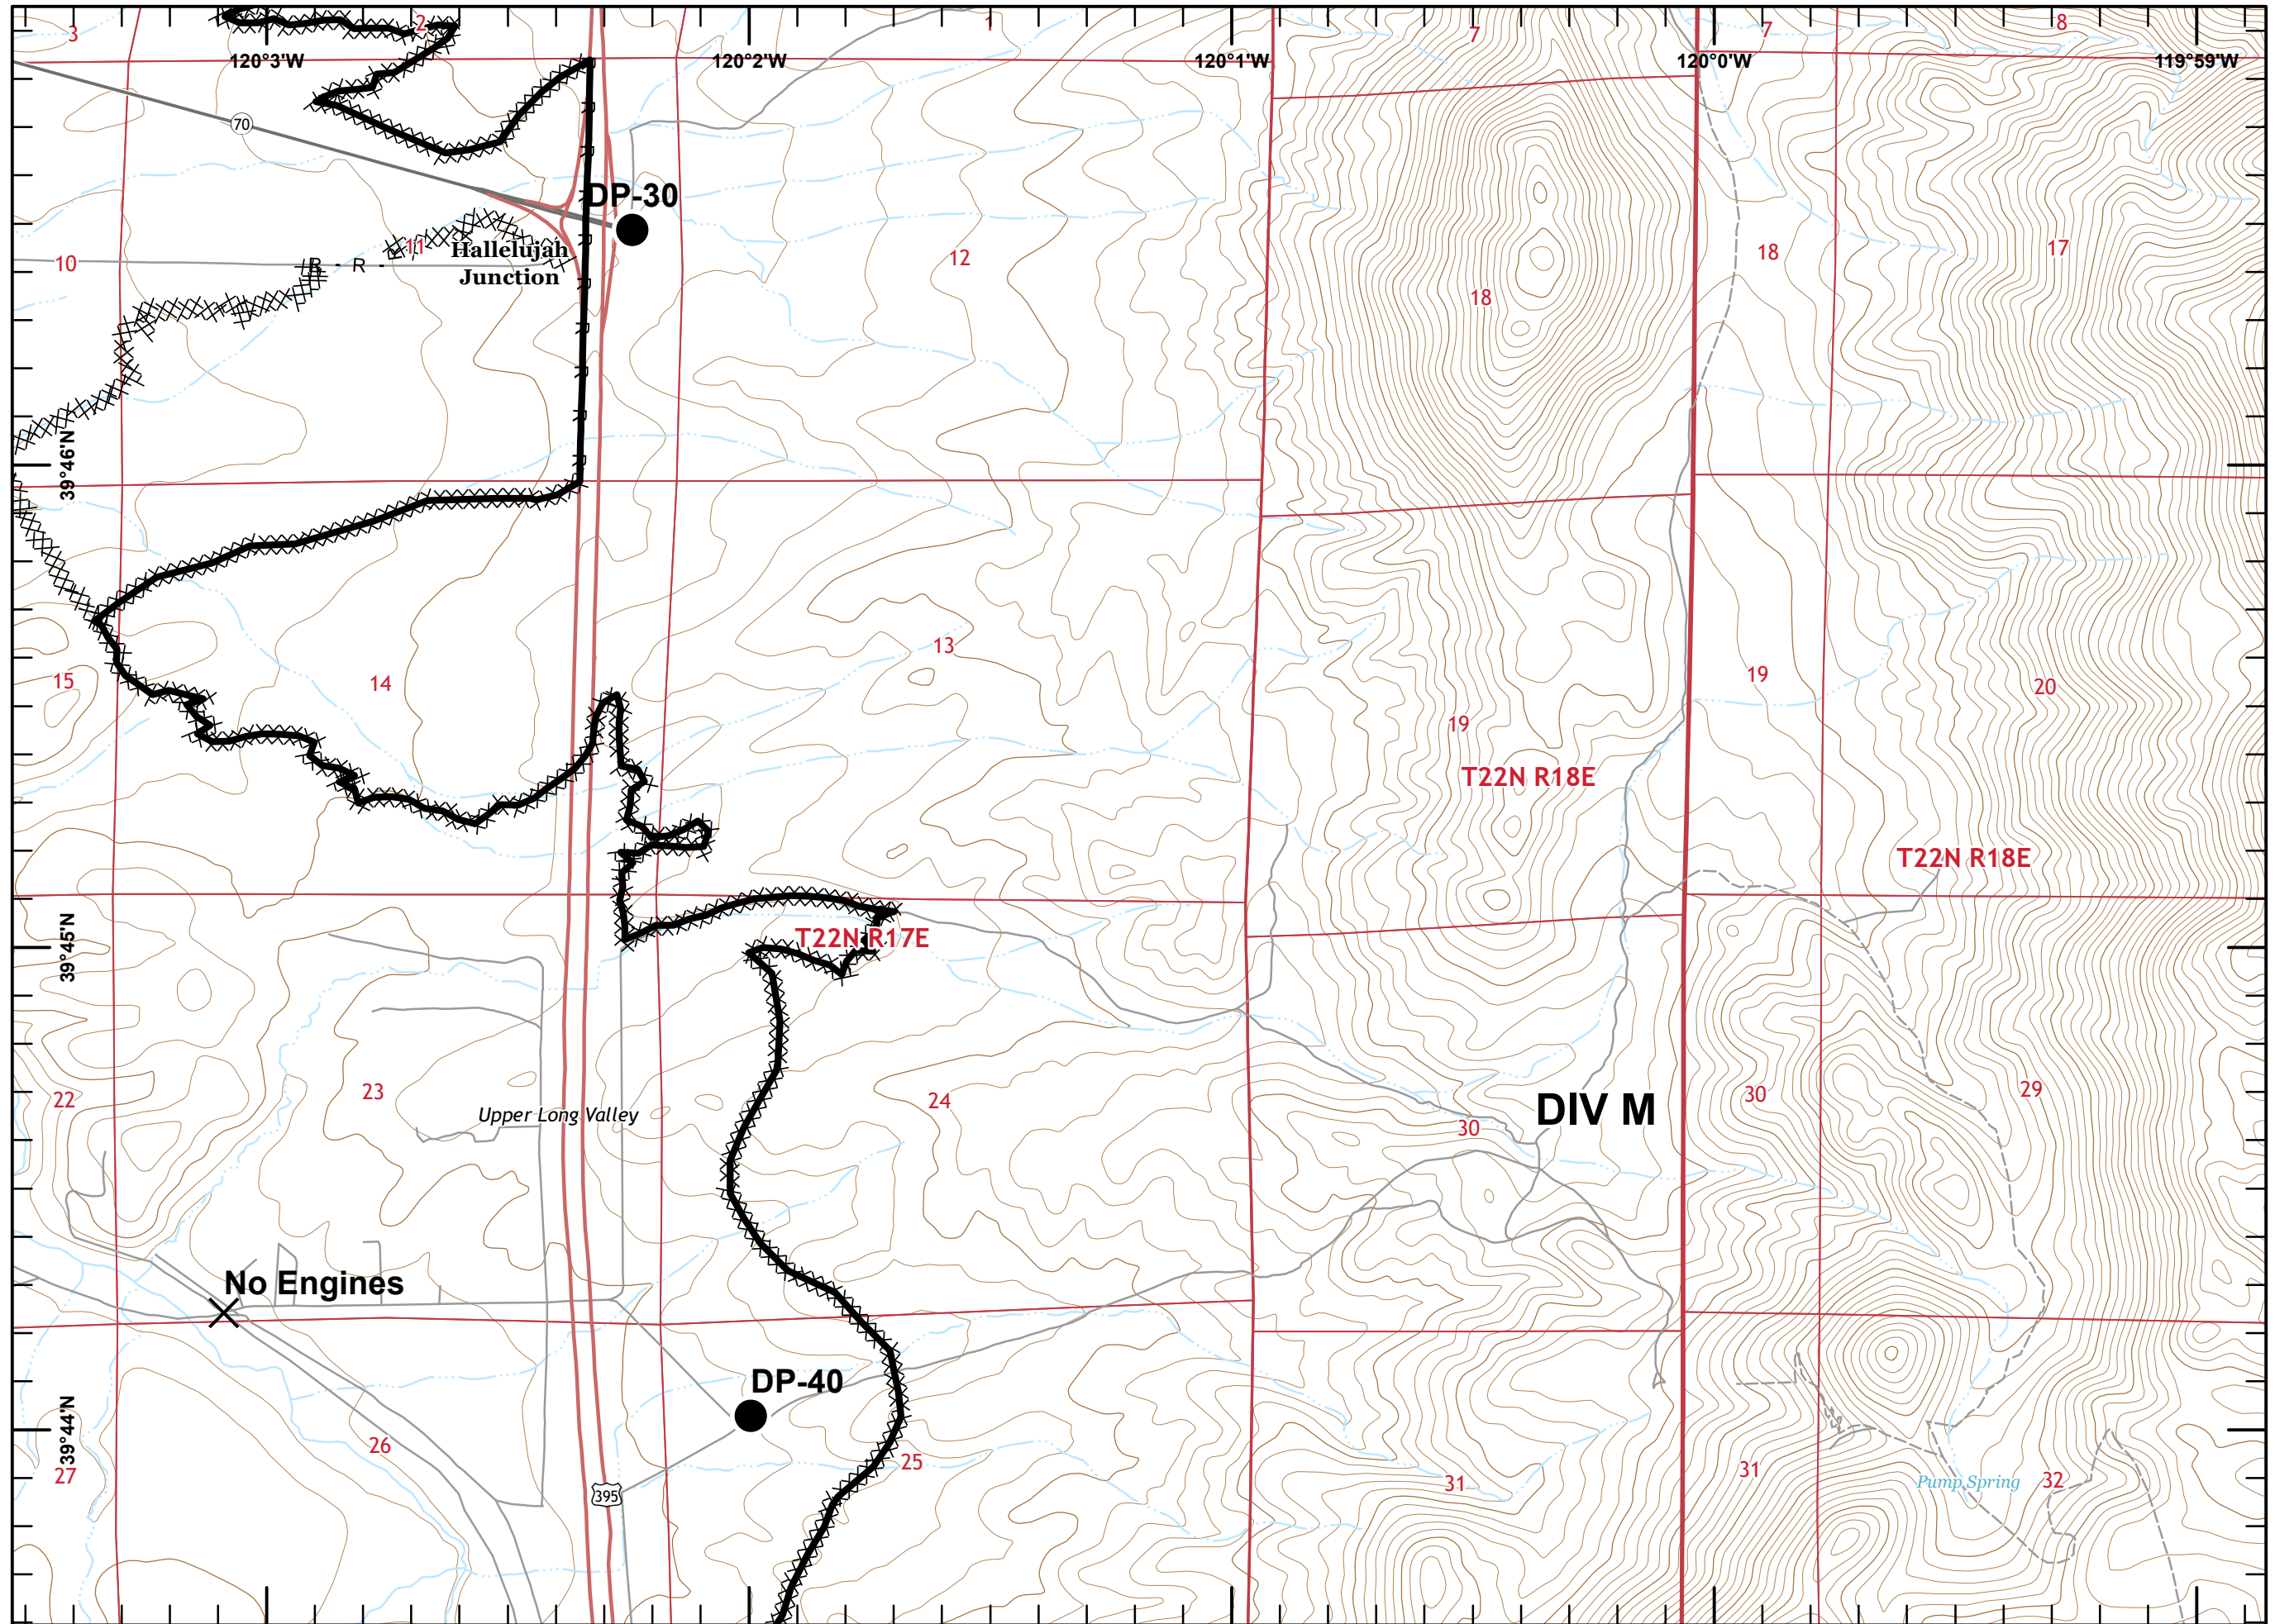 3
2
1
7
7
8
120°3'W
120°2'W
120°1'W
120°0'W
119°59'W
70
R
R
R
DP-30
R
R
10
R - R -
R
11
Hallelujah
Junction
12
18
18
17
R
R
R
R
R
39°46'N
15
14
13
19
19
20
T22N R18E
T22N R18E
T22N R17E
39°45'N
22
23
Upper Long Valley
24
DIV M
30
30
29
No Engines
DP-40
39°44'N
26
27
25
395
31
31
Pump Spring
32